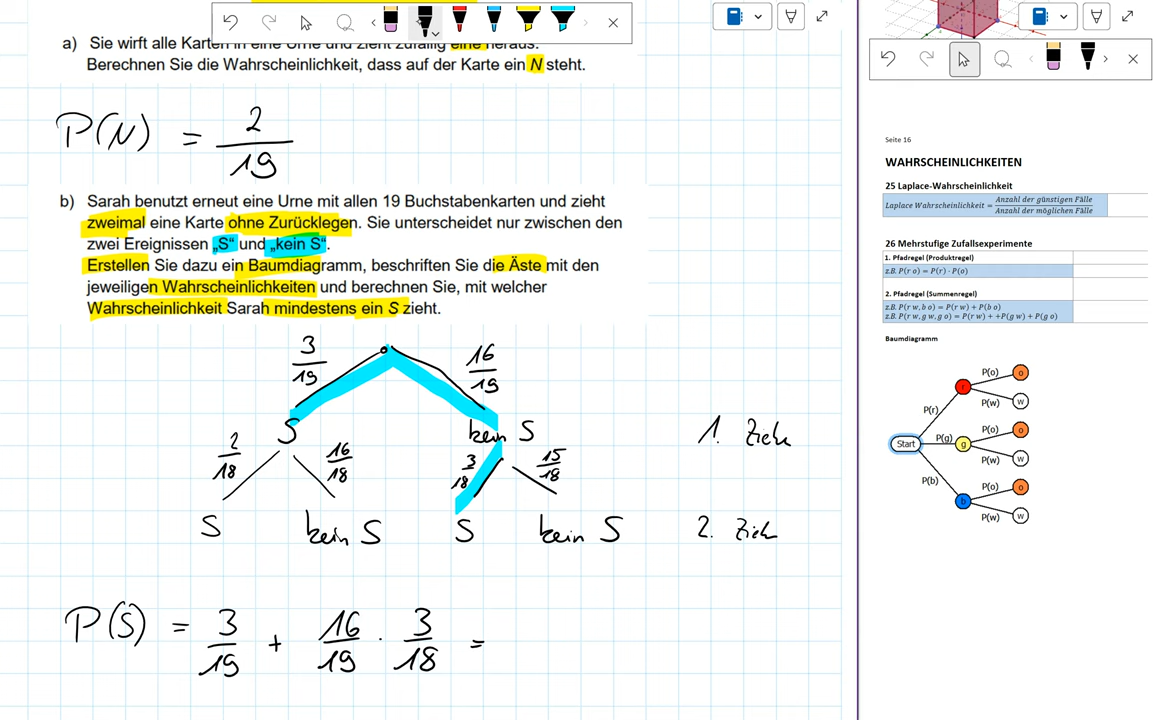 a) Sie wirft alle Karten in eine Urne und zieht zufällig eine heraus.
Berechnen Sie die Wahrscheinlichkeit, dass auf der Karte ein N steht.
P(N) = 2/19
b) Sarah benutzt erneut eine Urne mit allen 19 Buchstabenkarten und zieht
zweimal eine Karte ohne Zurücklegen. Sie unterscheidet nur zwischen den
zwei Ereignissen „S“ und „kein S“.
Erstellen Sie dazu ein Baumdiagramm, beschriften Sie die Äste mit den
jeweiligen Wahrscheinlichkeiten und berechnen Sie, mit welcher
Wahrscheinlichkeit Sarah mindestens ein S zieht.
3/19 16/19
S kein S 1. Zieh
2/18 16/18 3/18 15/18
S kein S S kein S 2. Zieh
P(S) = 3/19 + 16/19 · 3/18 =
Seite 16
WAHRSCHEINLICHKEITEN
25 Laplace-Wahrscheinlichkeit
Laplace Wahrscheinlichkeit = Anzahl der günstigen Fälle / Anzahl der möglichen Fälle
26 Mehrstufige Zufallsexperimente
1. Pfadregel (Produktregel)
z.B. P(r o) = P(r) · P(o)
2. Pfadregel (Summenregel)
z.B. P(r w, b o) = P(r w) + P(b o)
z.B. P(r w, g w, g o) = P(r w) + +P(g w) + P(g o)
Baumdiagramm
P(o) o
r
P(w) w
P(r)
P(o) o
Start P(g) g
P(w) w
P(b)
P(o) o
b
P(w) w